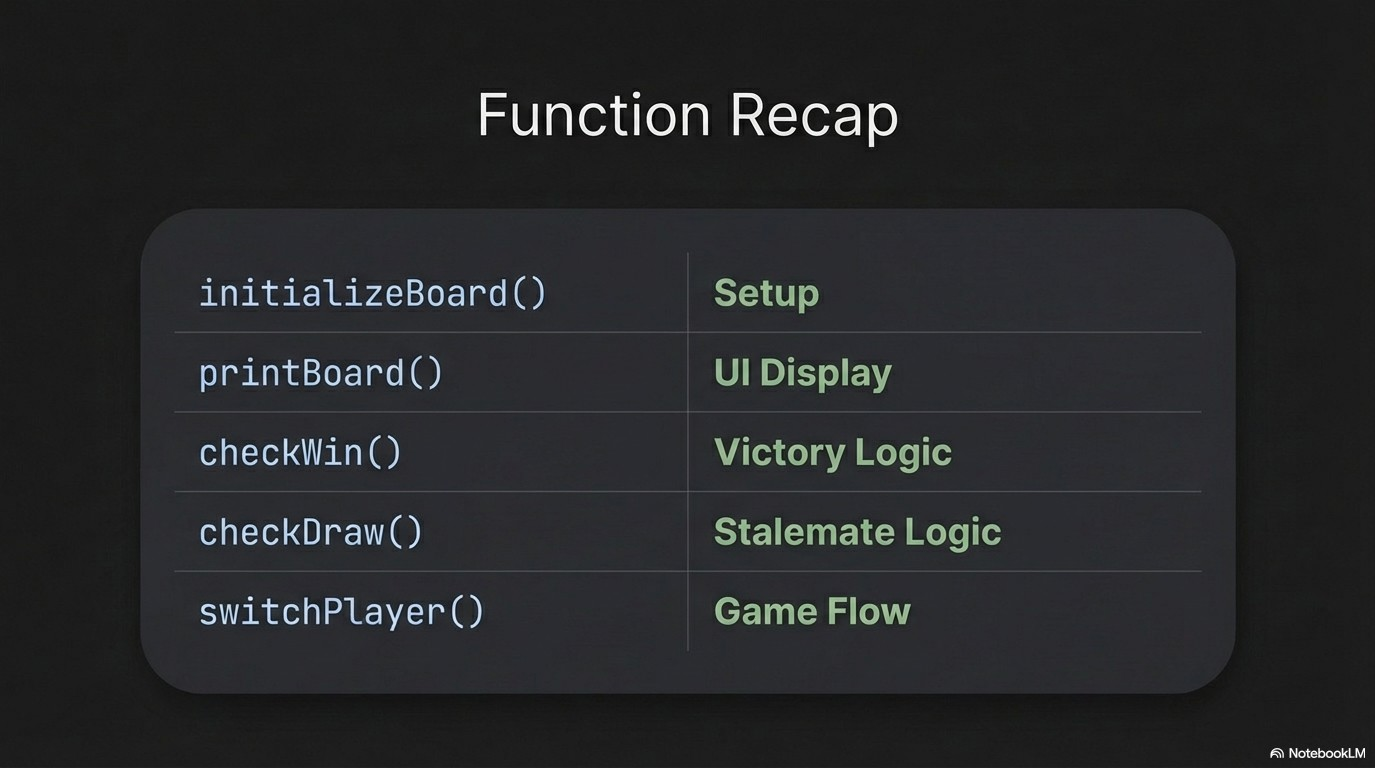 Function Recap
initializeBoard() Setup
printBoard() UI Display
checkWin() Victory Logic
checkDraw() Stalemate Logic
switchPlayer() Game Flow
NotebookLM